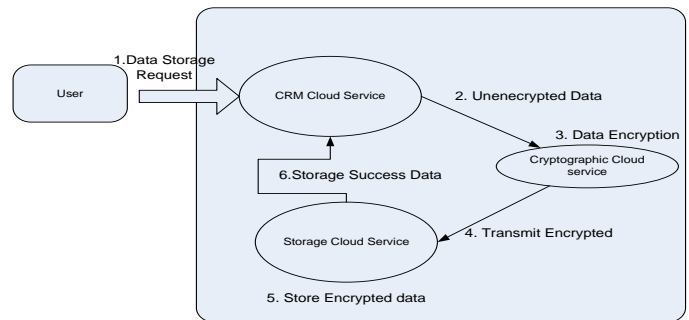 1.Data Storage
Request
User
CRM Cloud Service
2. Unenecrypted Data
3. Data Encryption
Cryptographic Cloud
service
6.Storage Success Data
4. Transmit Encrypted
Storage Cloud Service
5. Store Encrypted data